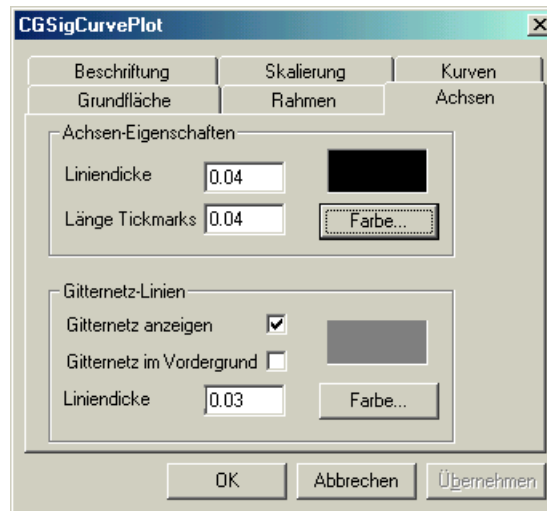 CGSigCurvePlot
Beschriftung Skalierung Kurven
Grundfläche Rahmen Achsen
Achsen-Eigenschaften
Liniendicke 0.04
Länge Tickmarks 0.04 Farbe...
Gitternetz-Linien
Gitternetz anzeigen
Gitternetz im Vordergrund
Liniendicke 0.03 Farbe...
OK Abbrechen Übernehmen